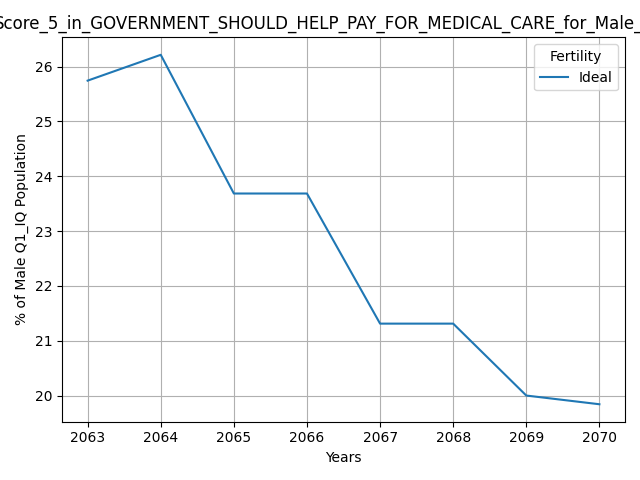 Score_5_in_GOVERNMENT_SHOULD_HELP_PAY_FOR_MEDICAL_CARE_for_Male_
Fertility
Ideal
26
25
24
23
22
21
20
% of Male Q1_IQ Population
2063 2064 2065 2066 2067 2068 2069 2070
Years